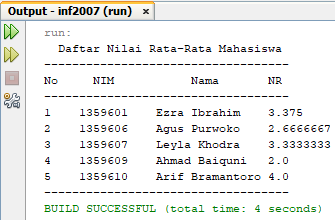 Output - inf2007 (run) ×
run:
Daftar Nilai Rata-Rata Mahasiswa
-----------------------------------
No NIM Nama NR
-----------------------------------
1 1359601 Ezra Ibrahim 3.375
2 1359606 Agus Purwoko 2.6666667
3 1359607 Leyla Khodra 3.3333333
4 1359609 Ahmad Baiquni 2.0
5 1359610 Arif Bramantoro 4.0
-----------------------------------
BUILD SUCCESSFUL (total time: 4 seconds)